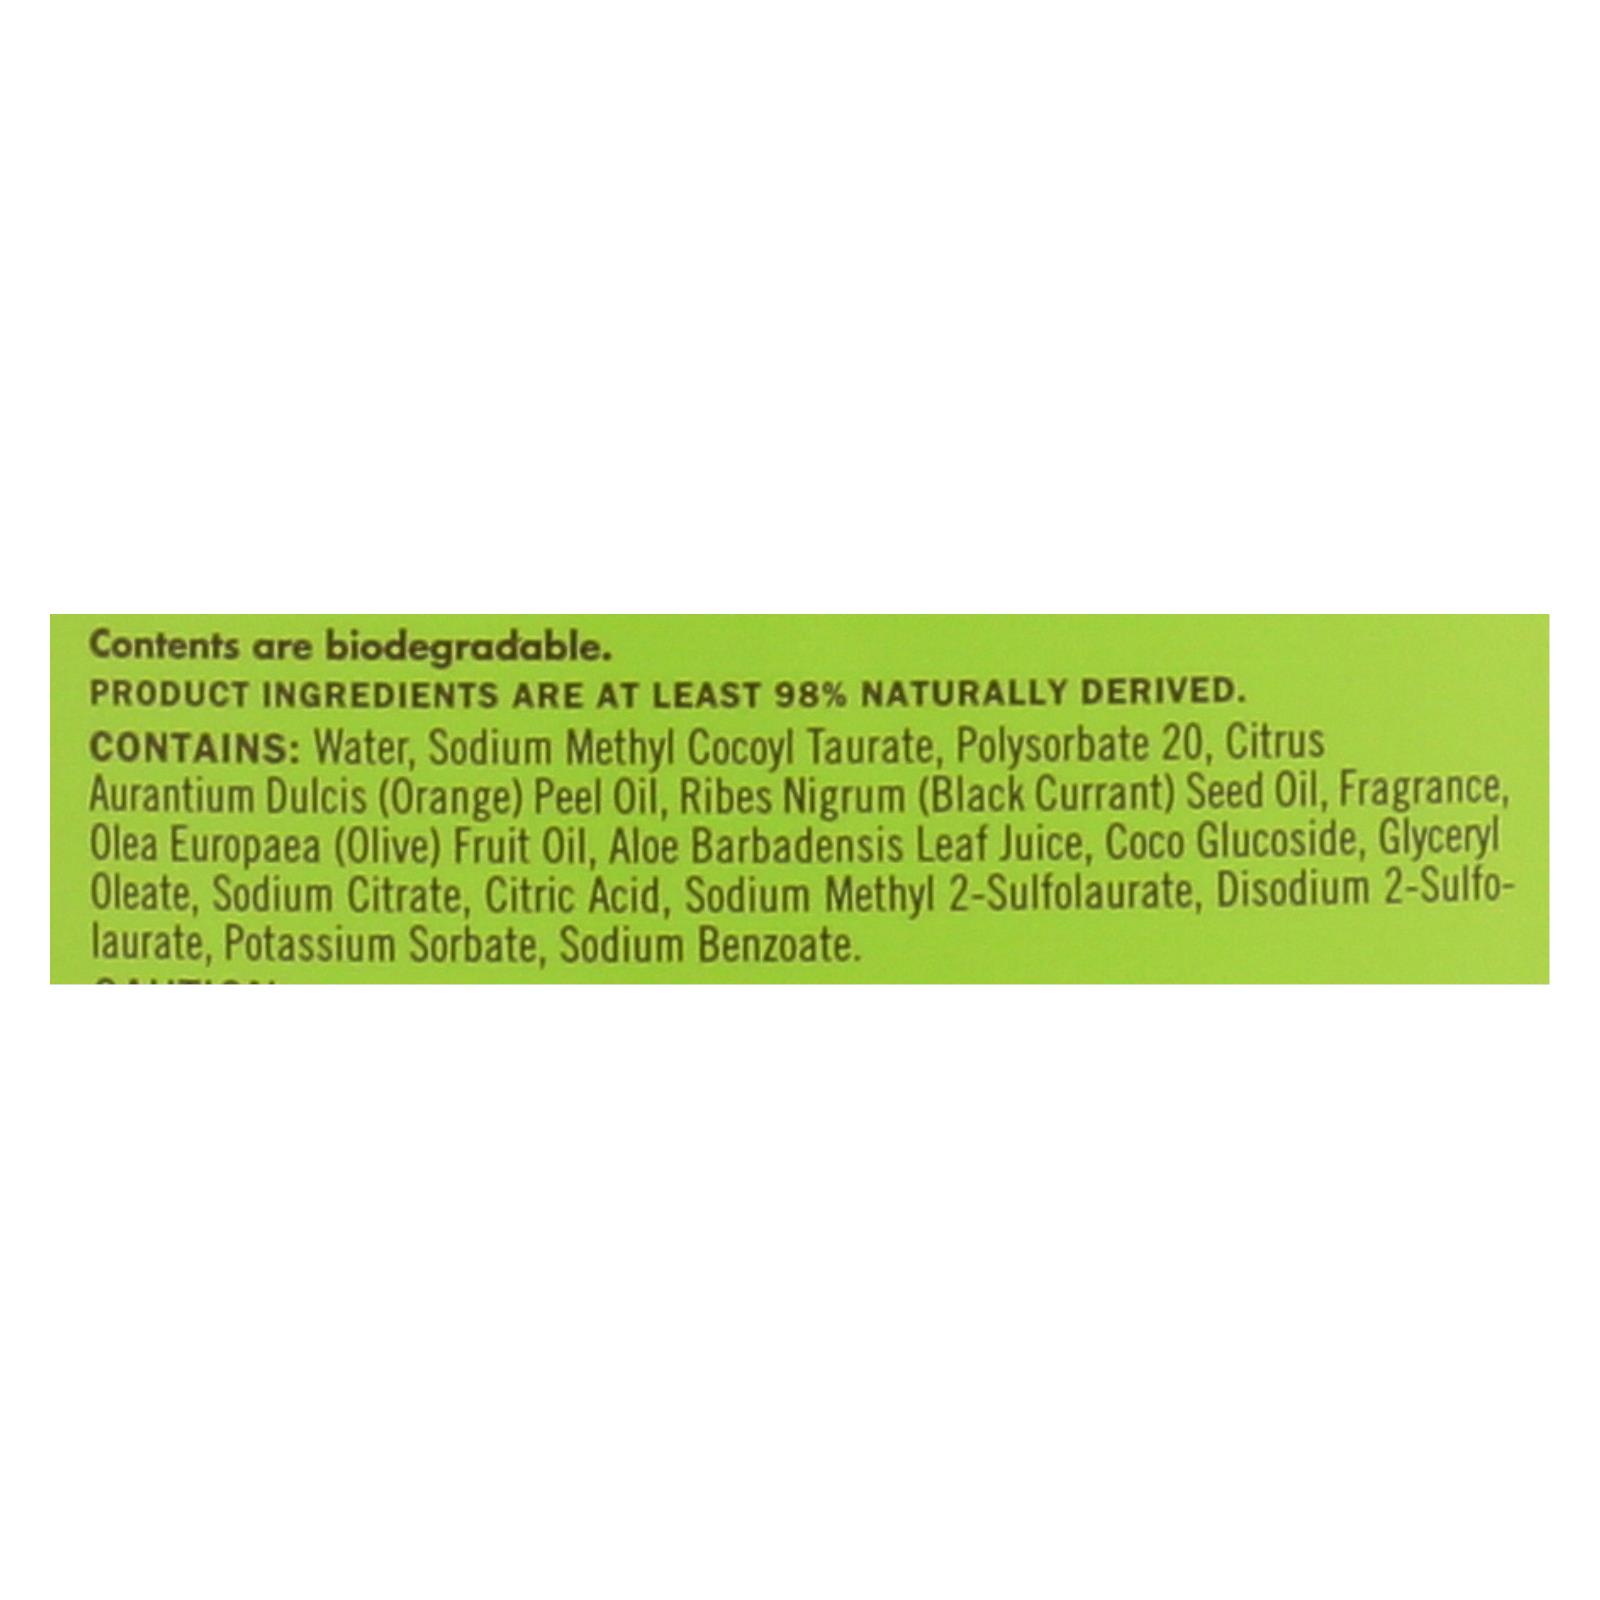 Contents are biodegradable.
PRODUCT INGREDIENTS ARE AT LEAST 98% NATURALLY DERIVED.
CONTAINS: Water, Sodium Methyl Cocoyl Taurate, Polysorbate 20, Citrus
Aurantium Dulcis (Orange) Peel Oil, Ribes Nigrum (Black Currant) Seed Oil, Fragrance,
Olea Europaea (Olive) Fruit Oil, Aloe Barbadensis Leaf Juice, Coco Glucoside, Glyceryl
Oleate, Sodium Citrate, Citric Acid, Sodium Methyl 2-Sulfolaurate, Disodium 2-Sulfo-
laurate, Potassium Sorbate, Sodium Benzoate.